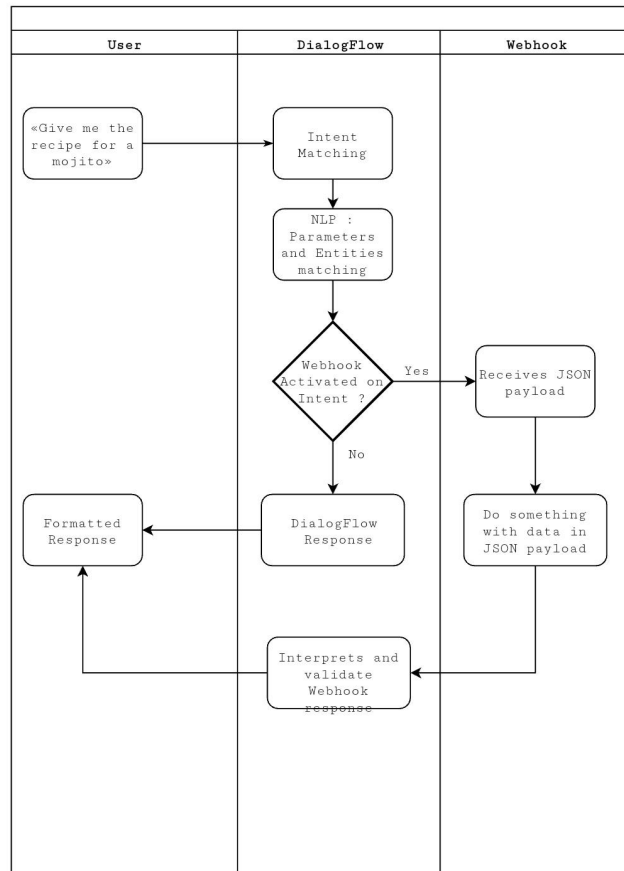 User
DialogFlow
Webhook
«Give me the
recipe for a
mojito»
Intent
Matching
NLP :
Parameters
and Entities
matching
Webhook
Activated on
Intent ?
Yes
Receives JSON
payload
No
Formatted
Response
DialogFlow
Response
Do something
with data in
JSON payload
Interprets and
validate
Webhook
response